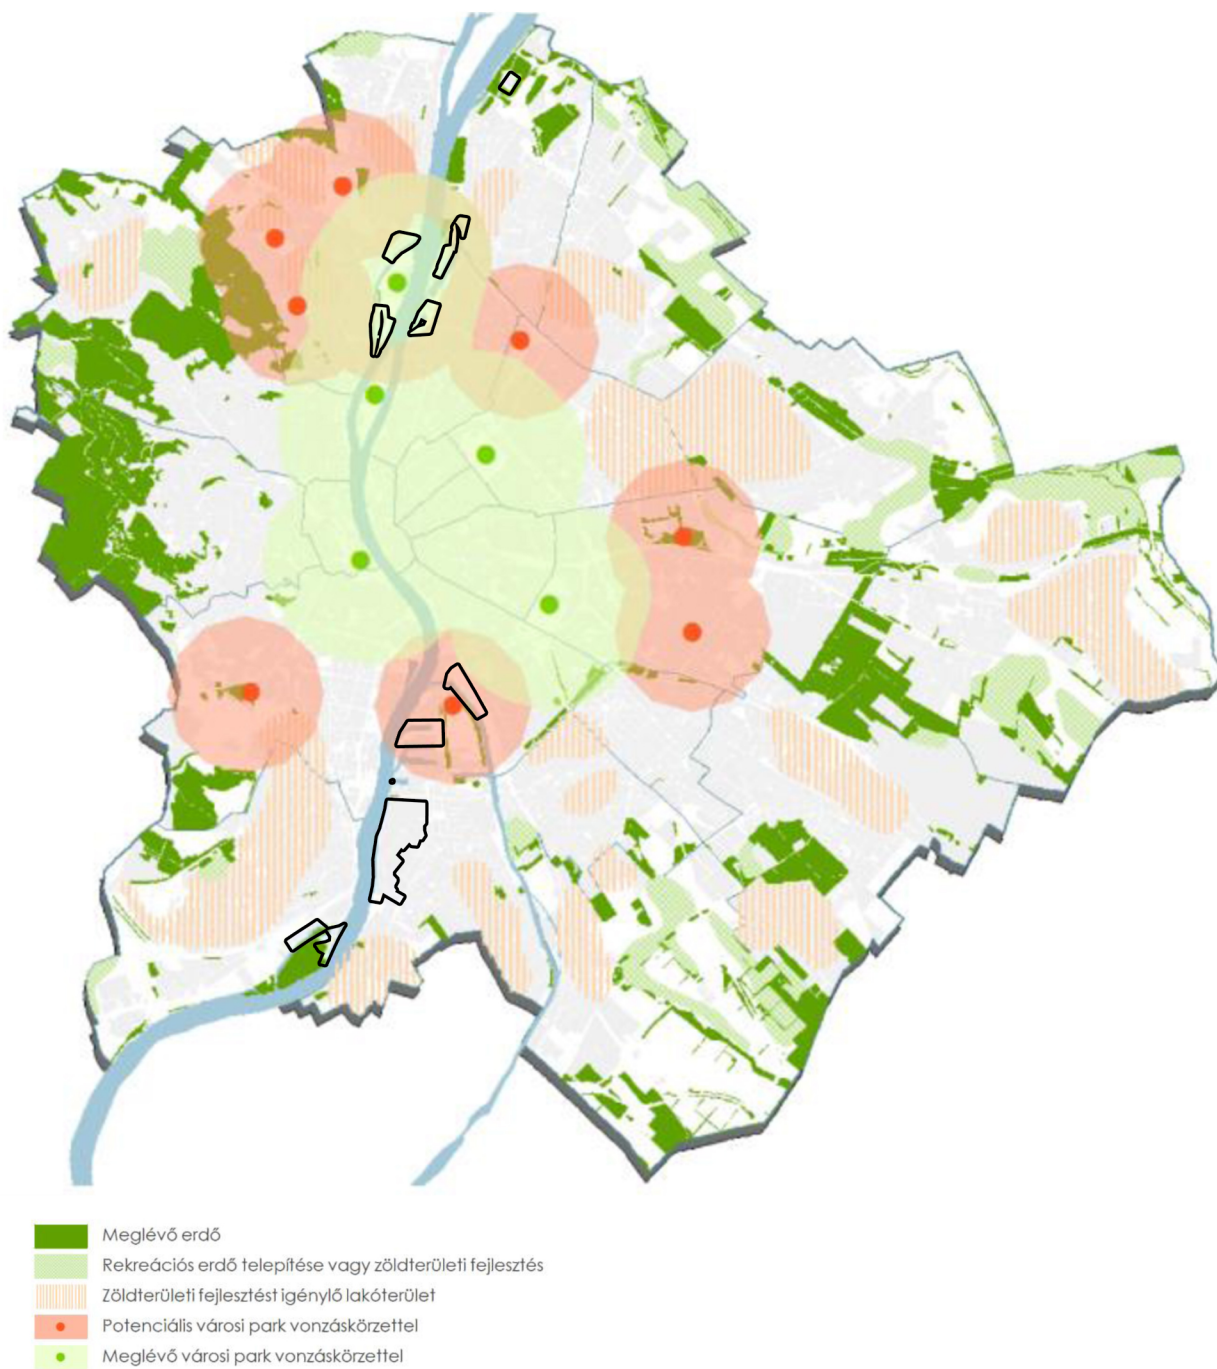 Meglévő erdő
Rekreációs erdő telepítése vagy zöldterületi fejlesztés
Zöldterületi fejlesztést igénylő lakóterület
Potenciális városi park vonzáskörzettel
Meglévő városi park vonzáskörzettel